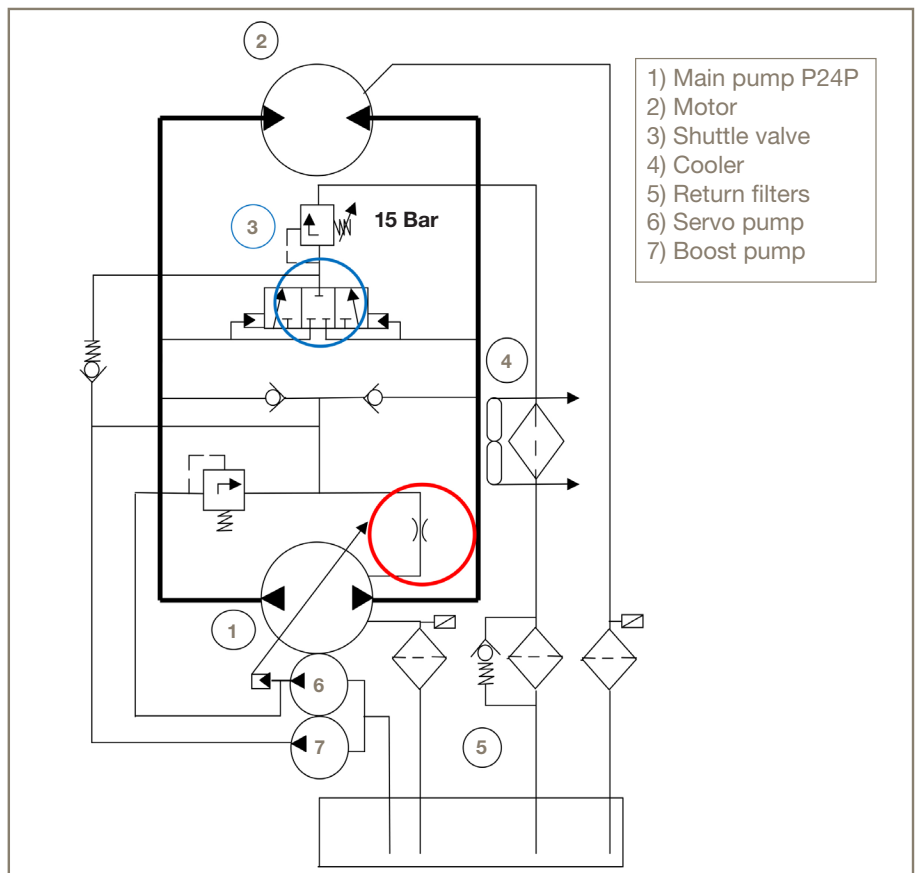 2
1) Main pump P24P
2) Motor
3) Shuttle valve
4) Cooler
5) Return filters
6) Servo pump
7) Boost pump
3
15 Bar
4
1
6
7
5